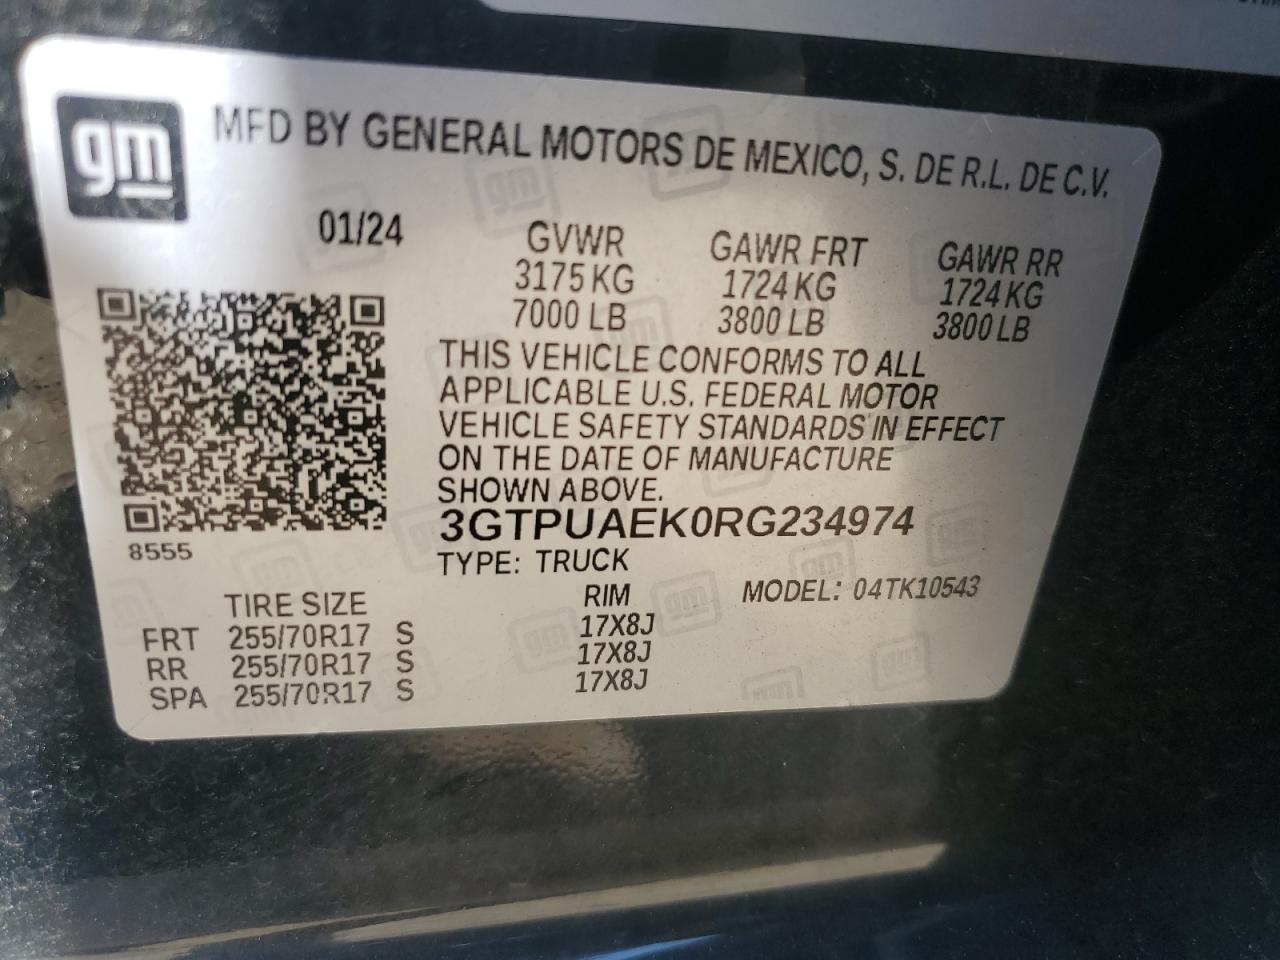 gm
MFD BY GENERAL MOTORS DE MEXICO, S. DE R.L. DE C.V.
01/24
GVWR GAWR FRT GAWR RR
3175 KG 1724 KG 1724 KG
7000 LB 3800 LB 3800 LB
THIS VEHICLE CONFORMS TO ALL
APPLICABLE U.S. FEDERAL MOTOR
VEHICLE SAFETY STANDARDS IN EFFECT
ON THE DATE OF MANUFACTURE
SHOWN ABOVE.
3GTPUAEK0RG234974
8555
TYPE: TRUCK
TIRE SIZE RIM MODEL: 04TK10543
FRT 255/70R17 S 17X8J
RR 255/70R17 S 17X8J
SPA 255/70R17 S 17X8J